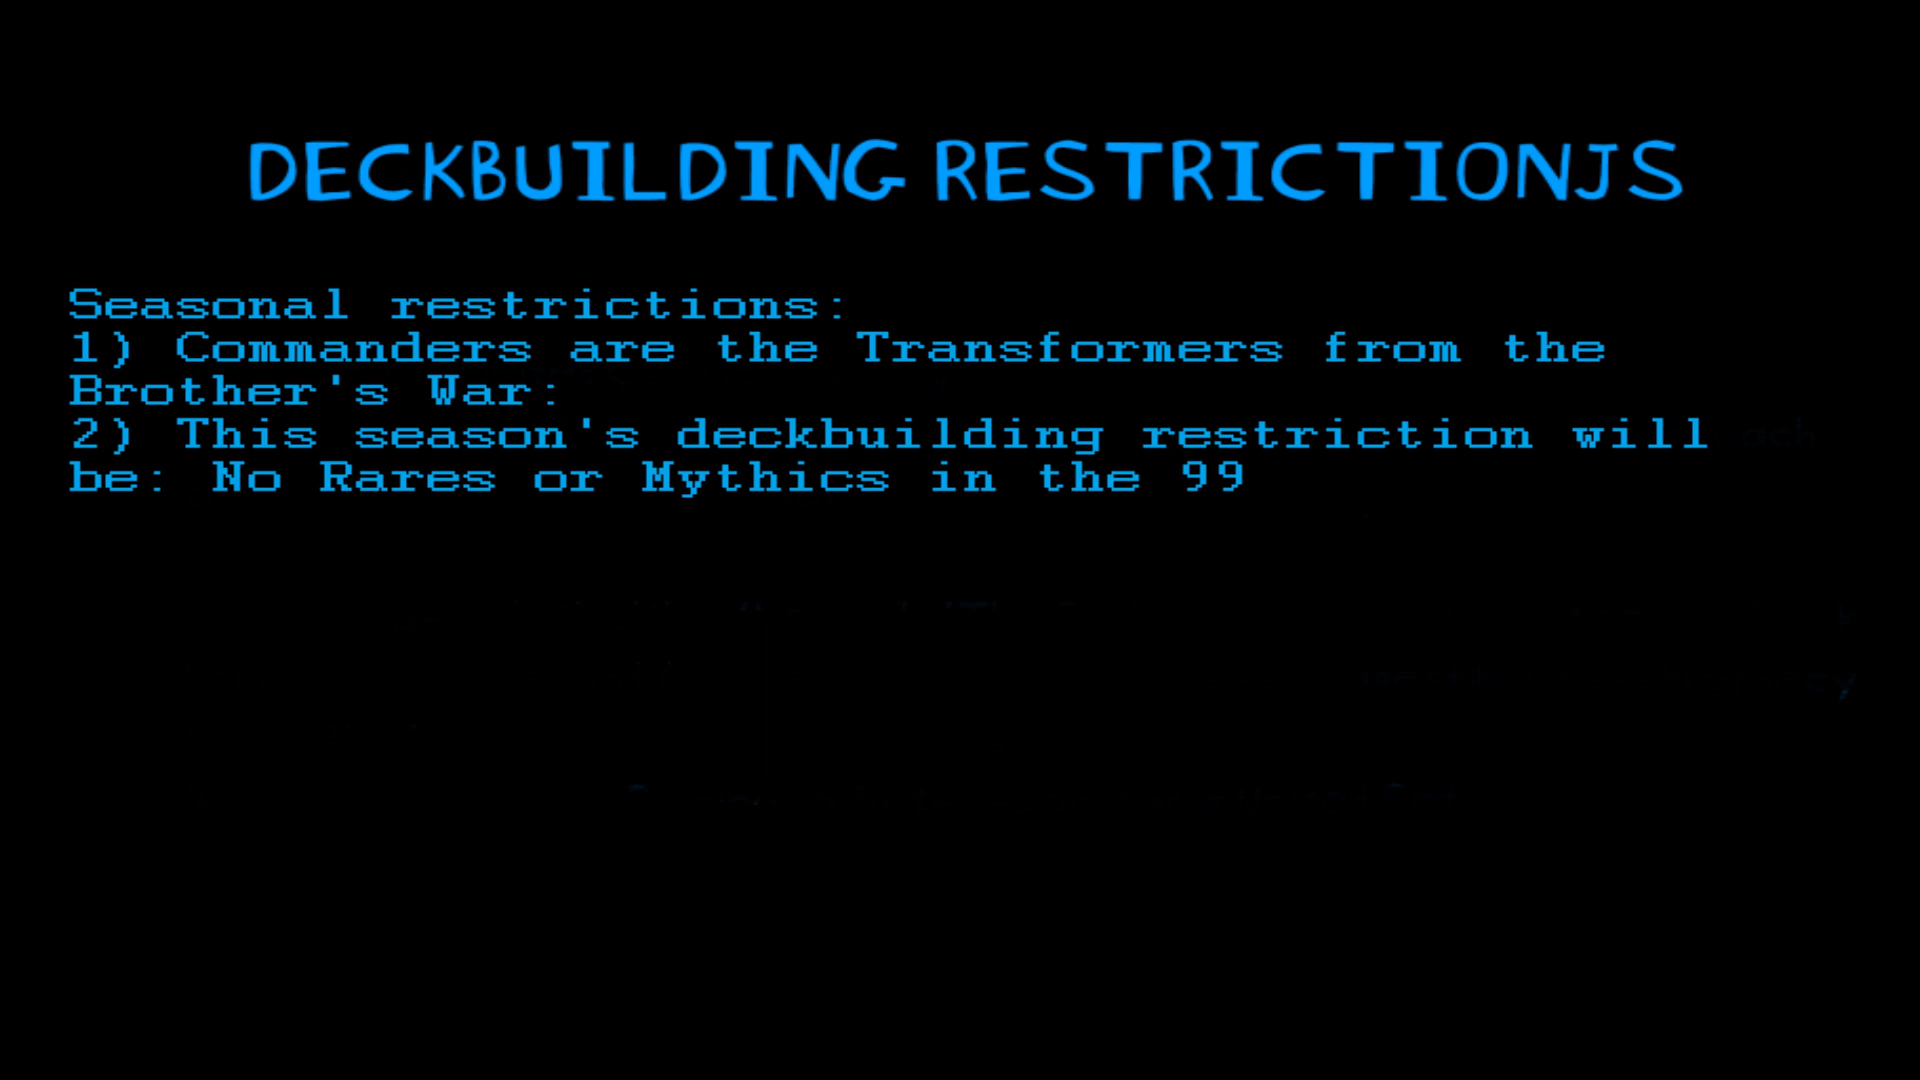 DECKBUILDING RESTRICTIONJS
Seasonal restrictions:
1) Commanders are the Transformers from the
Brother's War:
2) This season's deckbuilding restriction will
be: No Rares or Mythics in the 99